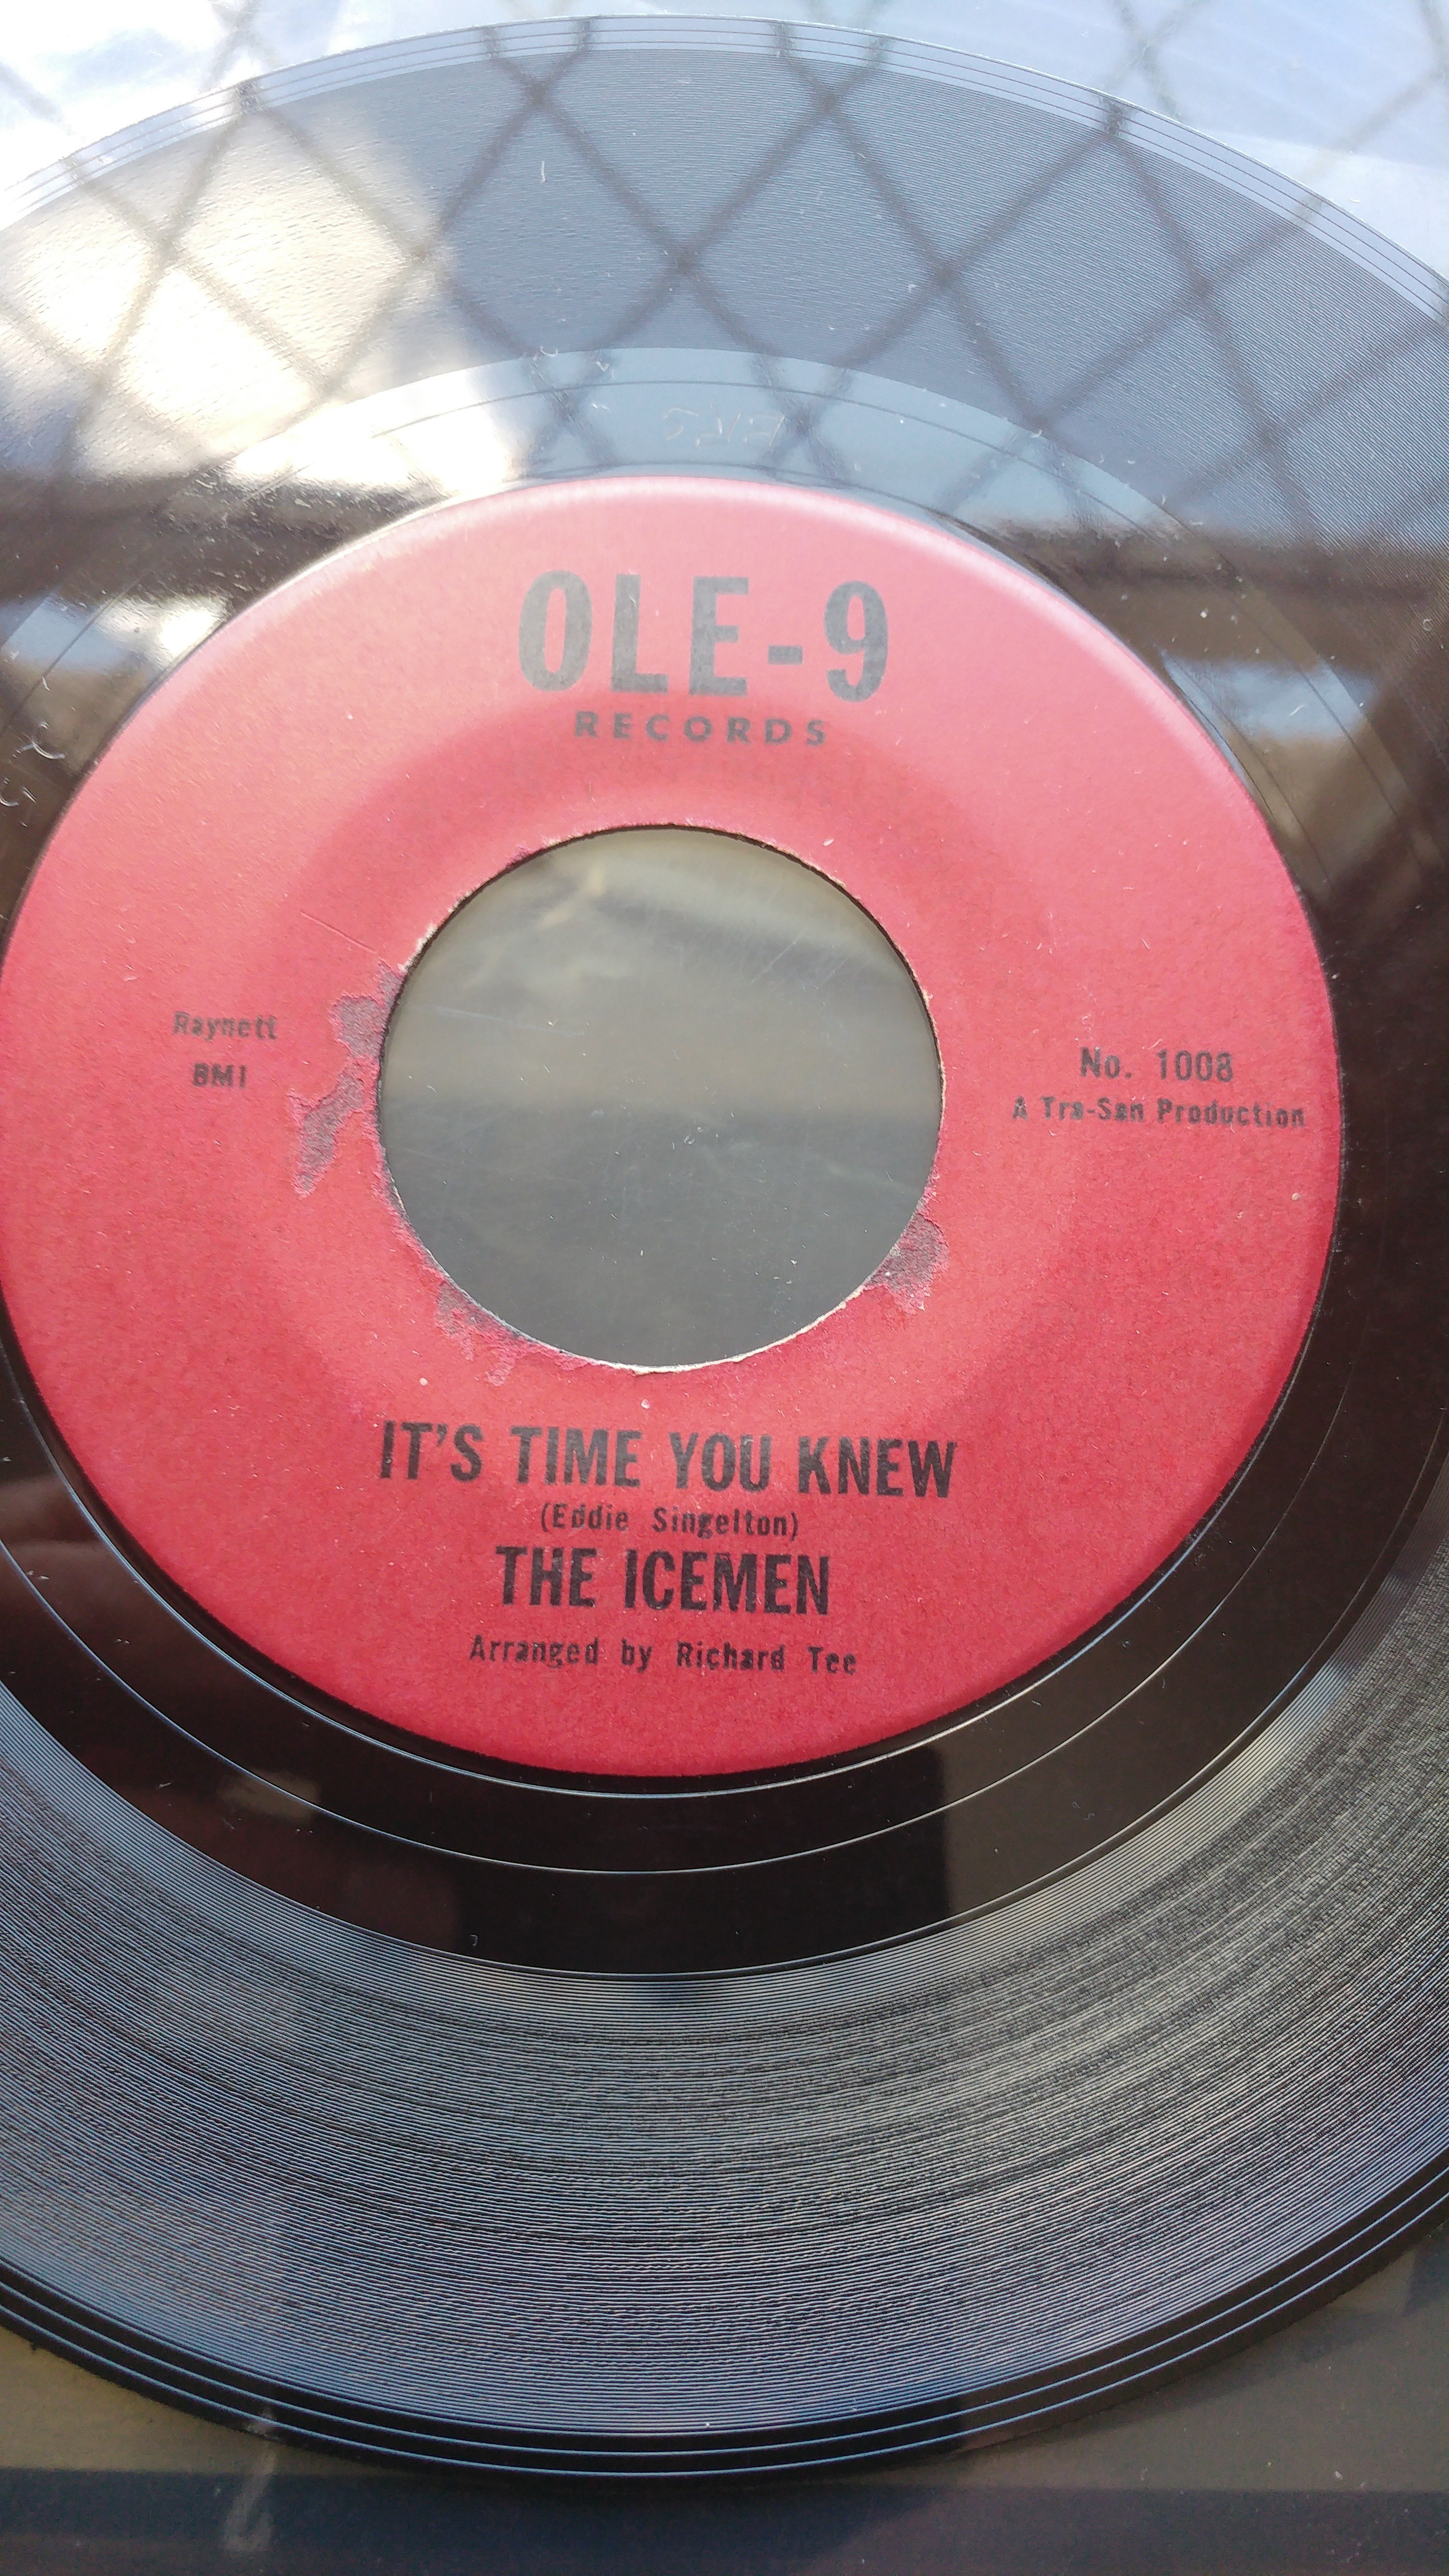 OLE-9
RECORDS
Raynett
BMI
No. 1008
A Tra-San Production
IT'S TIME YOU KNEW
(Eddie Singelton)
THE ICEMEN
Arranged by Richard Tee